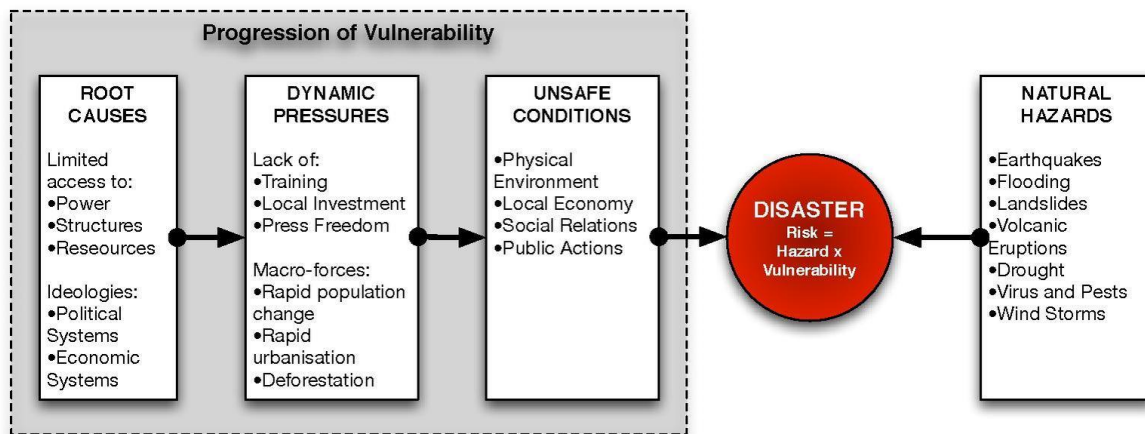 Progression of Vulnerability
ROOT
CAUSES
Limited
access to:
•Power
•Structures
•Reseources
Ideologies:
•Political
Systems
•Economic
Systems
DYNAMIC
PRESSURES
Lack of:
•Training
•Local Investment
•Press Freedom
Macro-forces:
•Rapid population
change
•Rapid
urbanisation
•Deforestation
UNSAFE
CONDITIONS
•Physical
Environment
•Local Economy
•Social Relations
•Public Actions
DISASTER
Risk =
Hazard x
Vulnerability
NATURAL
HAZARDS
•Earthquakes
•Flooding
•Landslides
•Volcanic
Eruptions
•Drought
•Virus and Pests
•Wind Storms